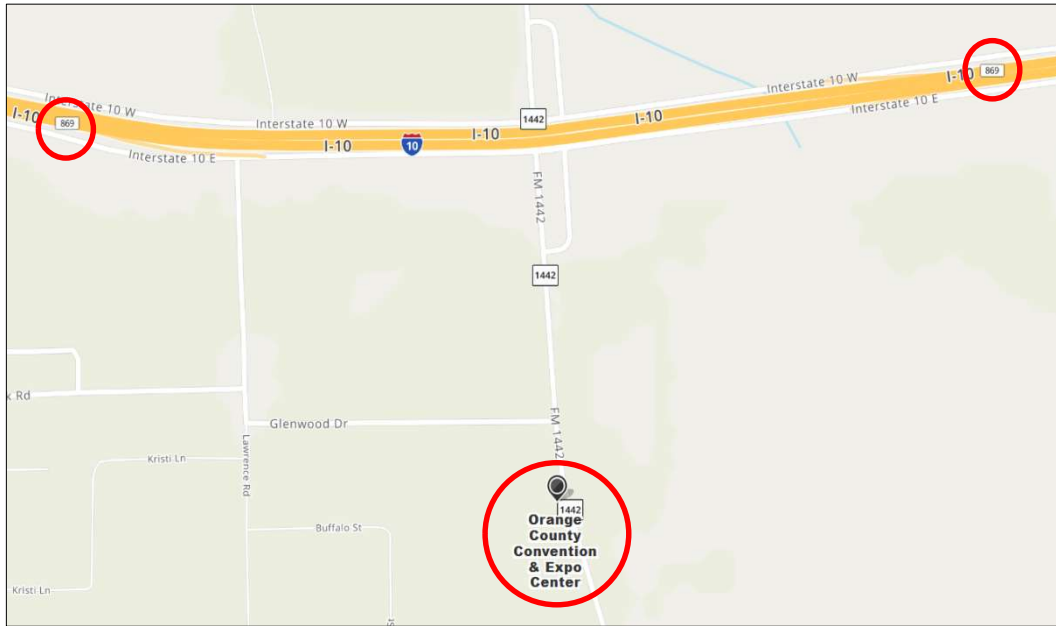 Interstate 10 W
I-10
869
Interstate 10 W
I-10
10
I-10
1442
I-10
Interstate 10 W
I-10
869
Interstate 10 E
Interstate 10 E
FM 1442
1442
k Rd
Glenwood Dr
FM 1442
Kristi Ln
Lawrence Rd
1442
Orange
County
Convention
& Expo
Center
Buffalo St
Kristi Ln